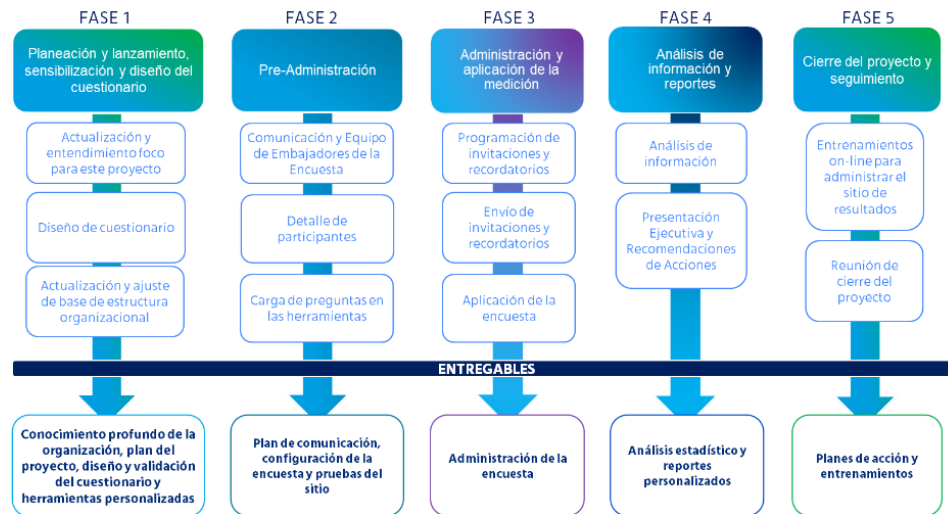 FASE 1
Planeación y lanzamiento,
sensibilización y diseño del
cuestionario
Actualización y
entendimiento foco
para este proyecto
Diseño de cuestionario
Actualización y ajuste
de base de estructura
organizacional
FASE 2
Pre-Administración
Comunicación y Equipo
de Embajadores de la
Encuesta
Detalle de
participantes
Carga de preguntas en
las herramientas
FASE 3
Administración y
aplicación de la
medición
Programación de
invitaciones y
recordatorios
Envío de
invitaciones y
recordatorios
Aplicación de la
encuesta
FASE 4
Análisis de
información y
reportes
Análisis de
información
Presentación
Ejecutiva y
Recomendaciones
de Acciones
FASE 5
Cierre del proyecto y
seguimiento
Entrenamientos
on-line para
administrar el
sitio de
resultados
Reunión de
cierre del
proyecto
ENTREGABLES
Conocimiento profundo de la
organización, plan del
proyecto, diseño y validación
del cuestionario y
herramientas personalizadas
Plan de comunicación,
configuración de la
encuesta y pruebas del
sitio
Administración de la
encuesta
Análisis estadístico y
reportes
personalizados
Planes de acción y
entrenamientos